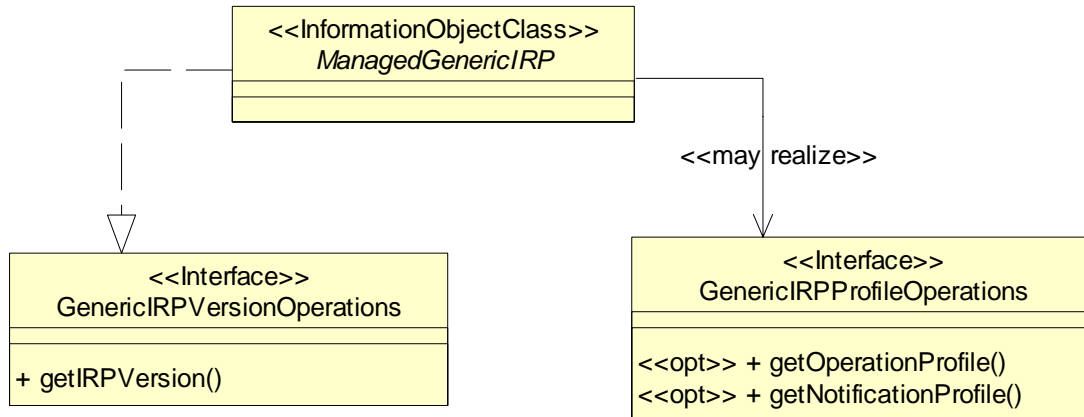 <<InformationObjectClass>>
ManagedGenericIRP
<<may realize>>
<<Interface>>
GenericIRPVersionOperations
+ getIRPVersion()
<<Interface>>
GenericIRPProfileOperations
<<opt>> + getOperationProfile()
<<opt>> + getNotificationProfile()